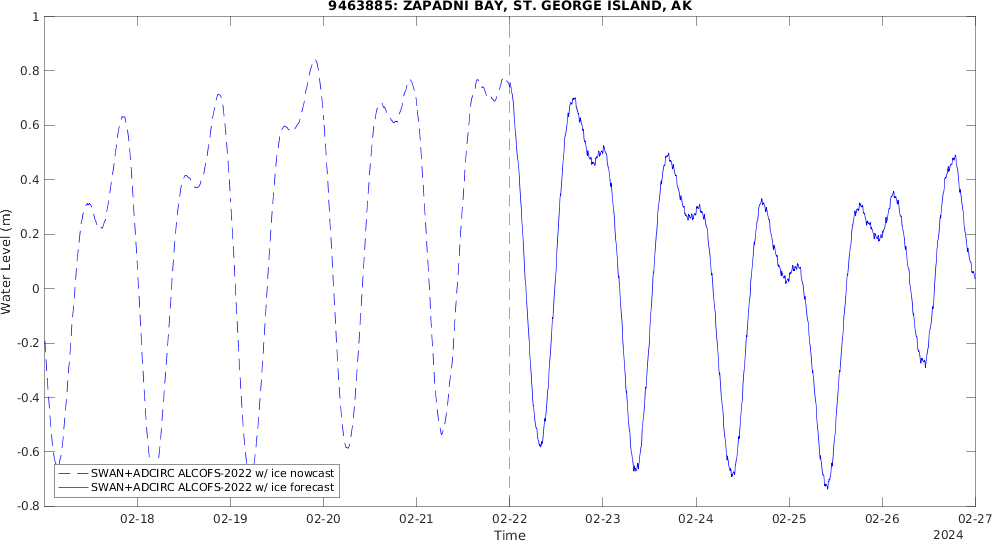 9463885: ZAPADNI BAY, ST. GEORGE ISLAND, AK
1
0.8
0.6
0.4
0.2
0
-0.2
-0.4
-0.6
-0.8
Water Level (m)
SWAN+ADCIRC ALCOFS-2022 w/ ice nowcast
SWAN+ADCIRC ALCOFS-2022 w/ ice forecast
02-18 02-19 02-20 02-21 02-22 02-23 02-24 02-25 02-26 02-27
Time
2024